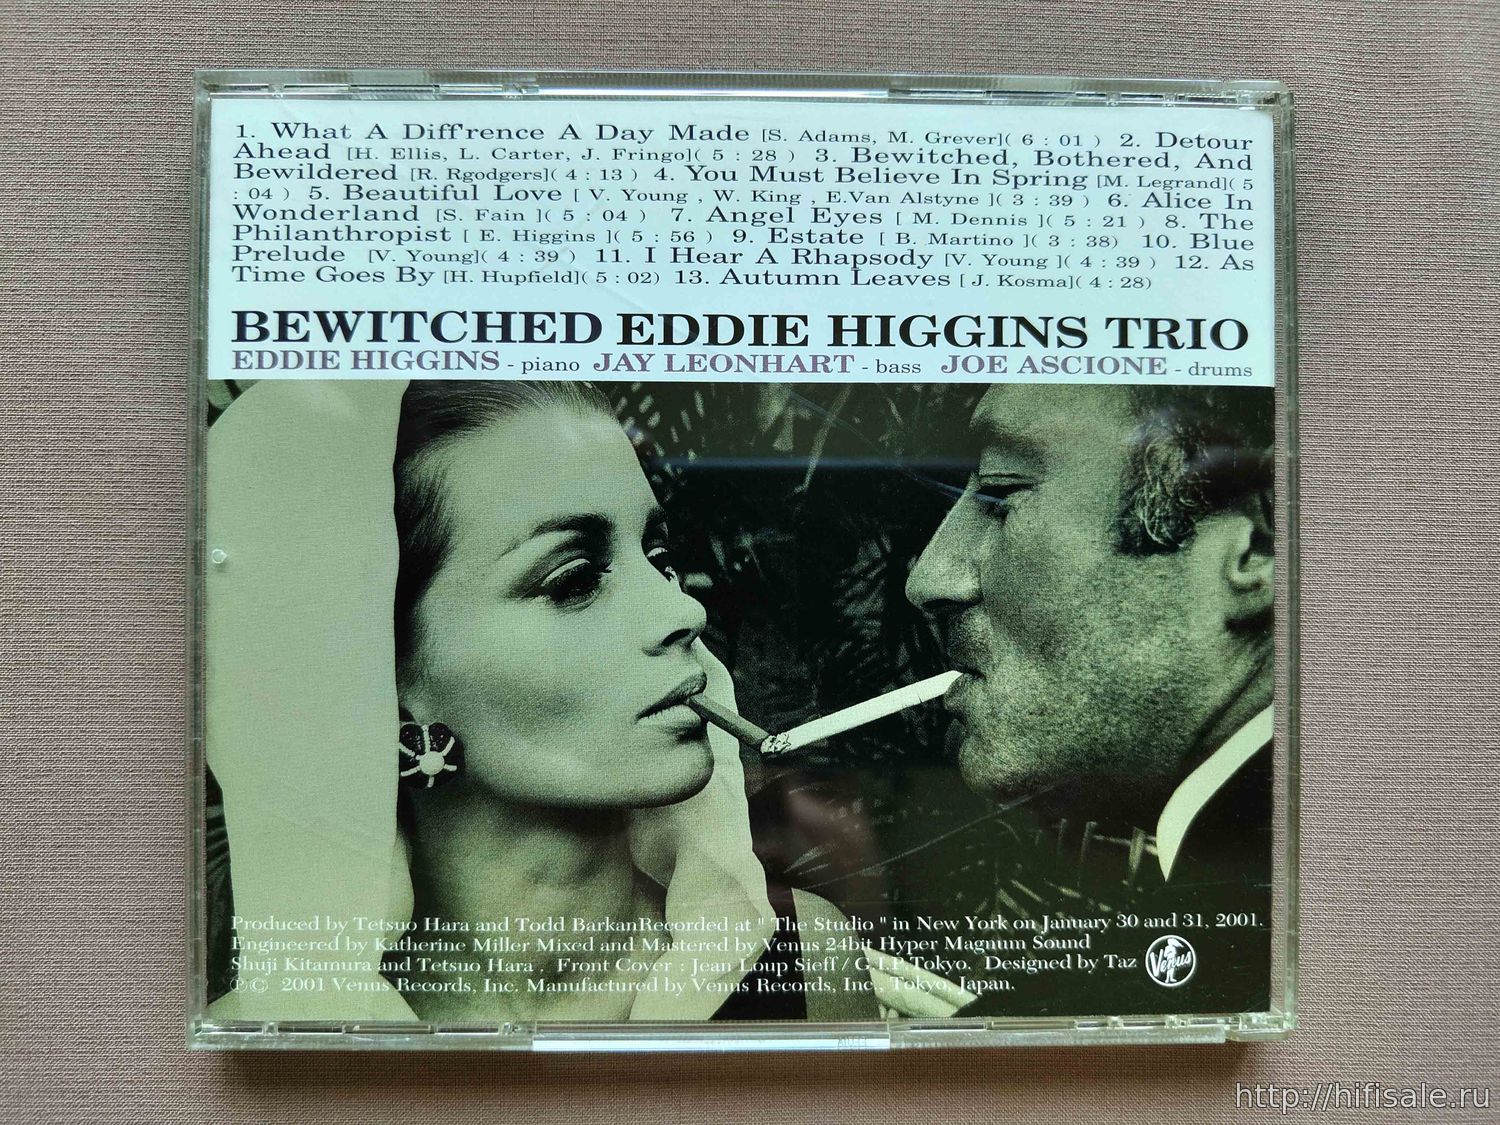 1. What A Diff'rence A Day Made [S. Adams, M. Grever]( 6 : 01 ) 2. Detour
Ahead [H. Ellis, L. Carter, J. Fringo]( 5 : 28 ) 3. Bewitched, Bothered, And
Bewildered [R. Rgodgers]( 4 : 13 ) 4. You Must Believe In Spring [M. Legrand]( 5
: 04 ) 5. Beautiful Love [ V. Young , W. King , E.Van Alstyne ]( 3 : 39 ) 6. Alice In
Wonderland [S. Fain ]( 5 : 04 ) 7. Angel Eyes [ M. Dennis ]( 5 : 21 ) 8. The
Philanthropist [ E. Higgins ]( 5 : 56 ) 9. Estate [ B. Martino ]( 3 : 38) 10. Blue
Prelude [V. Young]( 4 : 39 ) 11. I Hear A Rhapsody [V. Young ]( 4 : 39 ) 12. As
Time Goes By [H. Hupfield]( 5 : 02) 13. Autumn Leaves [ J. Kosma]( 4 : 28)
BEWITCHED EDDIE HIGGINS TRIO
EDDIE HIGGINS - piano JAY LEONHART - bass JOE ASCIONE - drums
Produced by Tetsuo Hara and Todd BarkanRecorded at " The Studio " in New York on January 30 and 31, 2001.
Engineered by Katherine Miller Mixed and Mastered by Venus 24bit Hyper Magnum Sound
Shuji Kitamura and Tetsuo Hara . Front Cover : Jean Loup Sieff / G.I.P.Tokyo. Designed by Taz
Venus
℗© 2001 Venus Records, Inc. Manufactured by Venus Records, Inc., Tokyo, Japan.
http://hifisale.ru